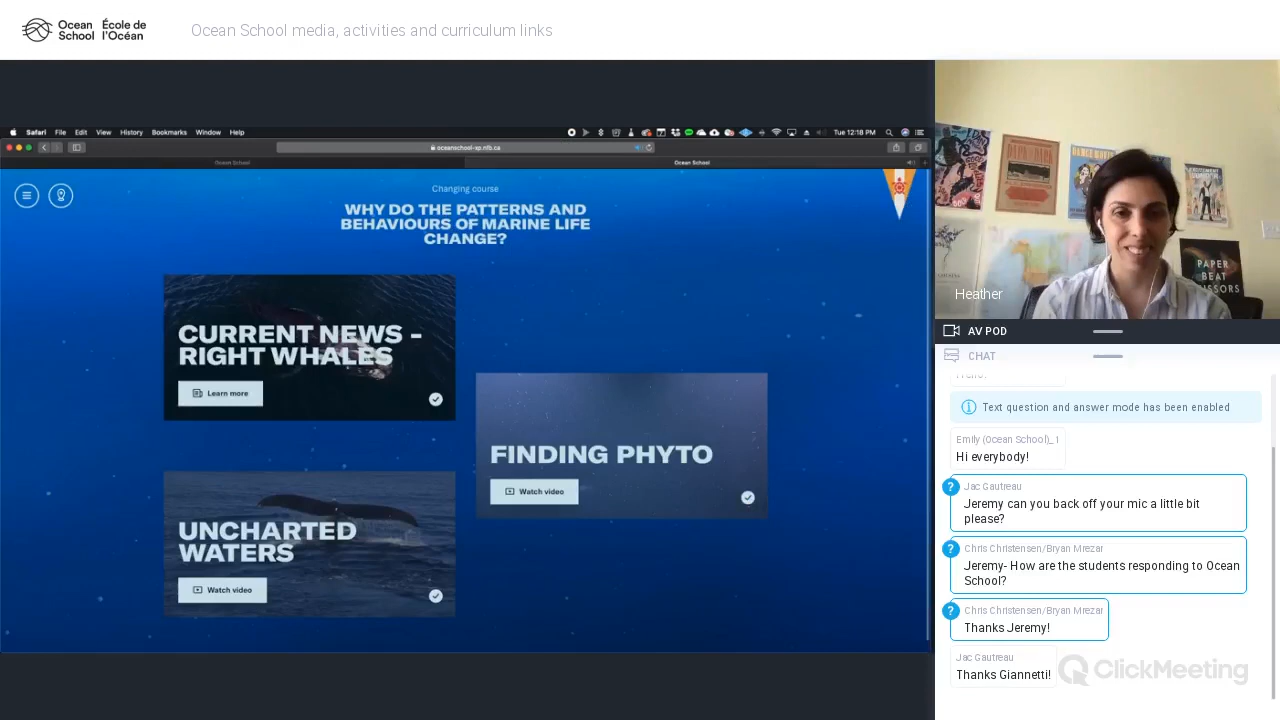 Ocean School
École de l'Océan
Ocean School media, activities and curriculum links
Safari File Edit View History Bookmarks Window Help
Tue 12:18 PM
oceanschool-xp.nfb.ca
Ocean School
Ocean School
Changing course
WHY DO THE PATTERNS AND
BEHAVIOURS OF MARINE LIFE
CHANGE?
CURRENT NEWS -
RIGHT WHALES
Learn more
FINDING PHYTO
Watch video
UNCHARTED
WATERS
Watch video
PAPER
BEAT
Heather
AV POD
CHAT
Text question and answer mode has been enabled
Emily (Ocean School)_1
Hi everybody!
Jac Gautreau
Jeremy can you back off your mic a little bit
please?
Chris Christensen/Bryan Mrezar
Jeremy- How are the students responding to Ocean
School?
Chris Christensen/Bryan Mrezar
Thanks Jeremy!
Jac Gautreau
Thanks Giannetti!
ClickMeeting